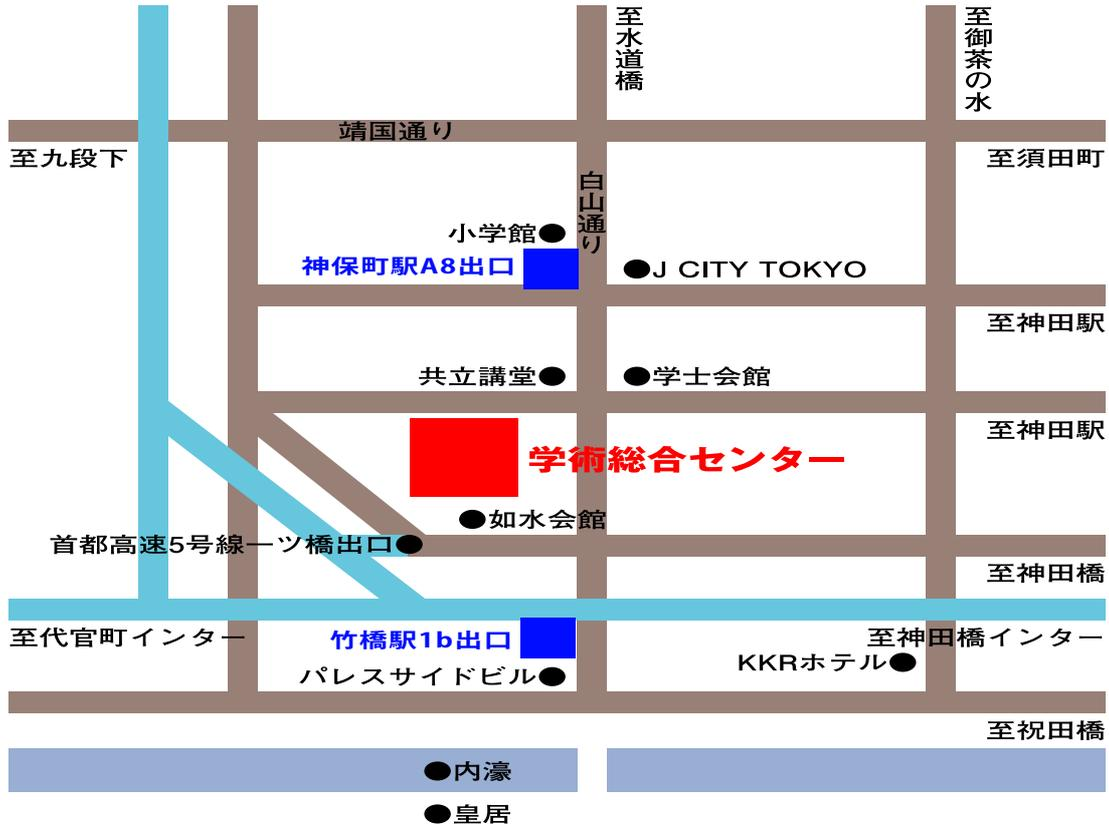 至水道橋
至御茶の水
靖国通り
至九段下
至須田町
白山通り
小学館
神保町駅A8出口
J CITY TOKYO
至神田駅
共立講堂
学士会館
至神田駅
学術総合センター
如水会館
首都高速5号線一ツ橋出口
至神田橋
至代官町インター
竹橋駅1b出口
至神田橋インター
KKRホテル
パレスサイドビル
至祝田橋
内濠
皇居